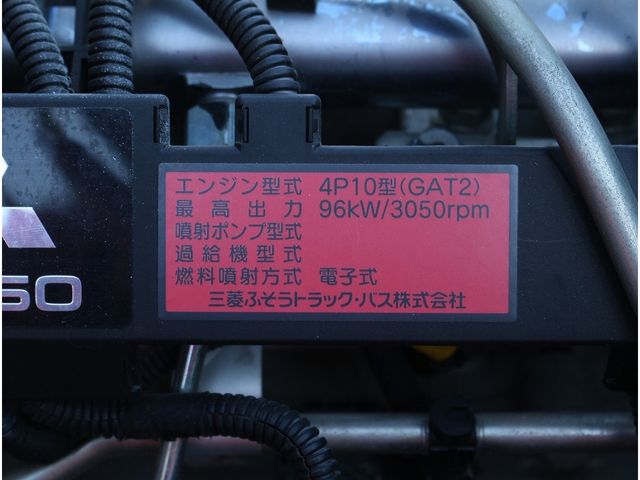 エンジン型式 4P10型(GAT2)
最高出力 96kW/3050rpm
噴射ポンプ型式
過給機型式
燃料噴射方式 電子式
三菱ふそうトラック・バス株式会社
50